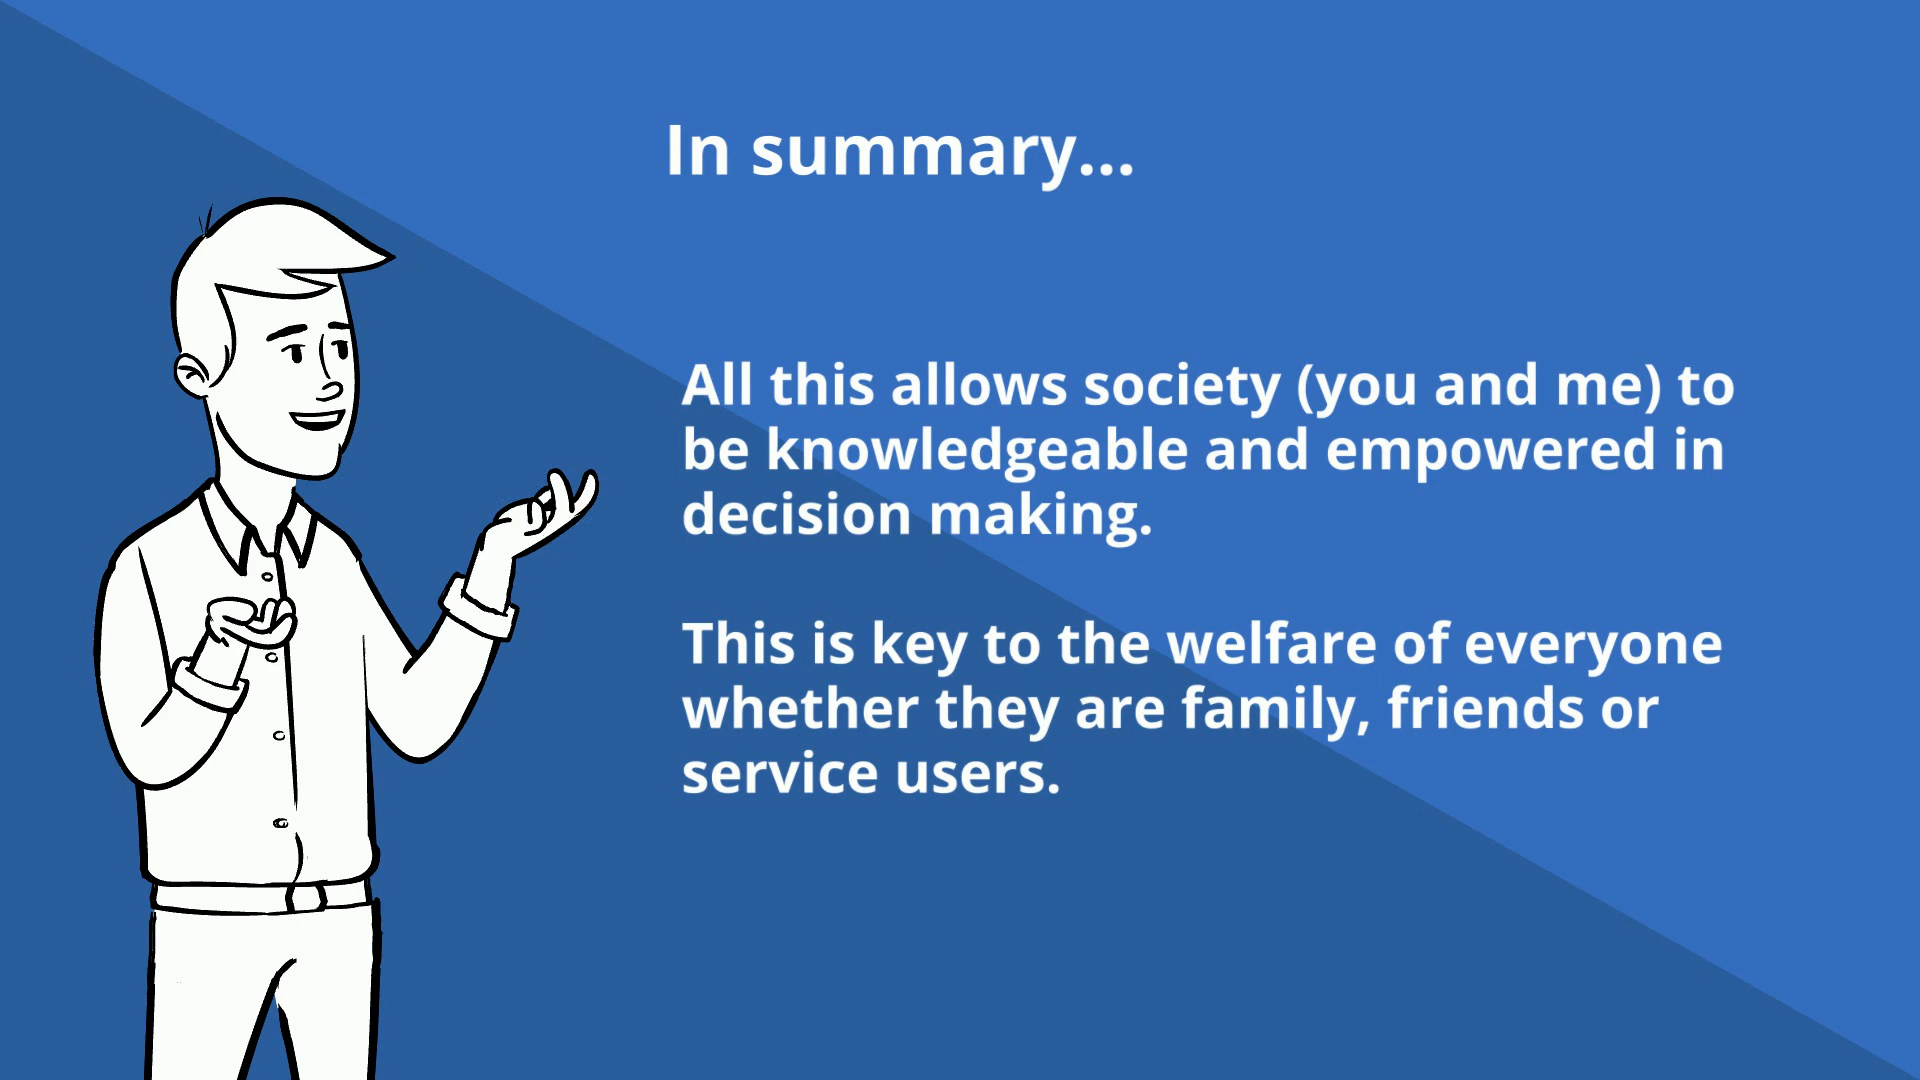 In summary...
All this allows society (you and me) to
be knowledgeable and empowered in
decision making.
This is key to the welfare of everyone
whether they are family, friends or
service users.